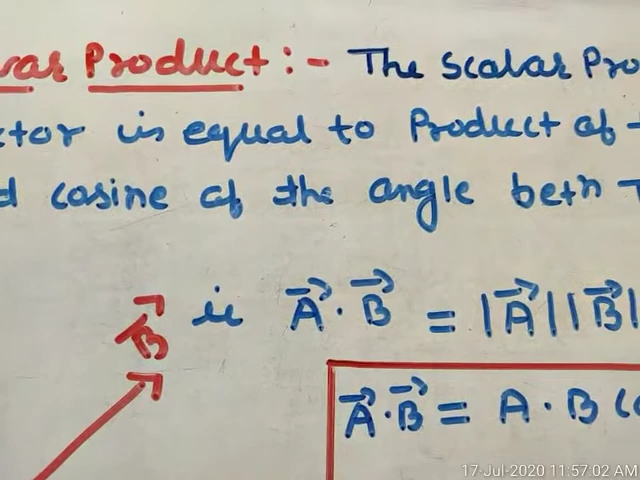 Product :- The Scalar Pro
is equal to Product of
cosine of the angle betn
B ie A · B = |A| |B|
A · B = A · B
17-Jul-2020 11:57:02 AM